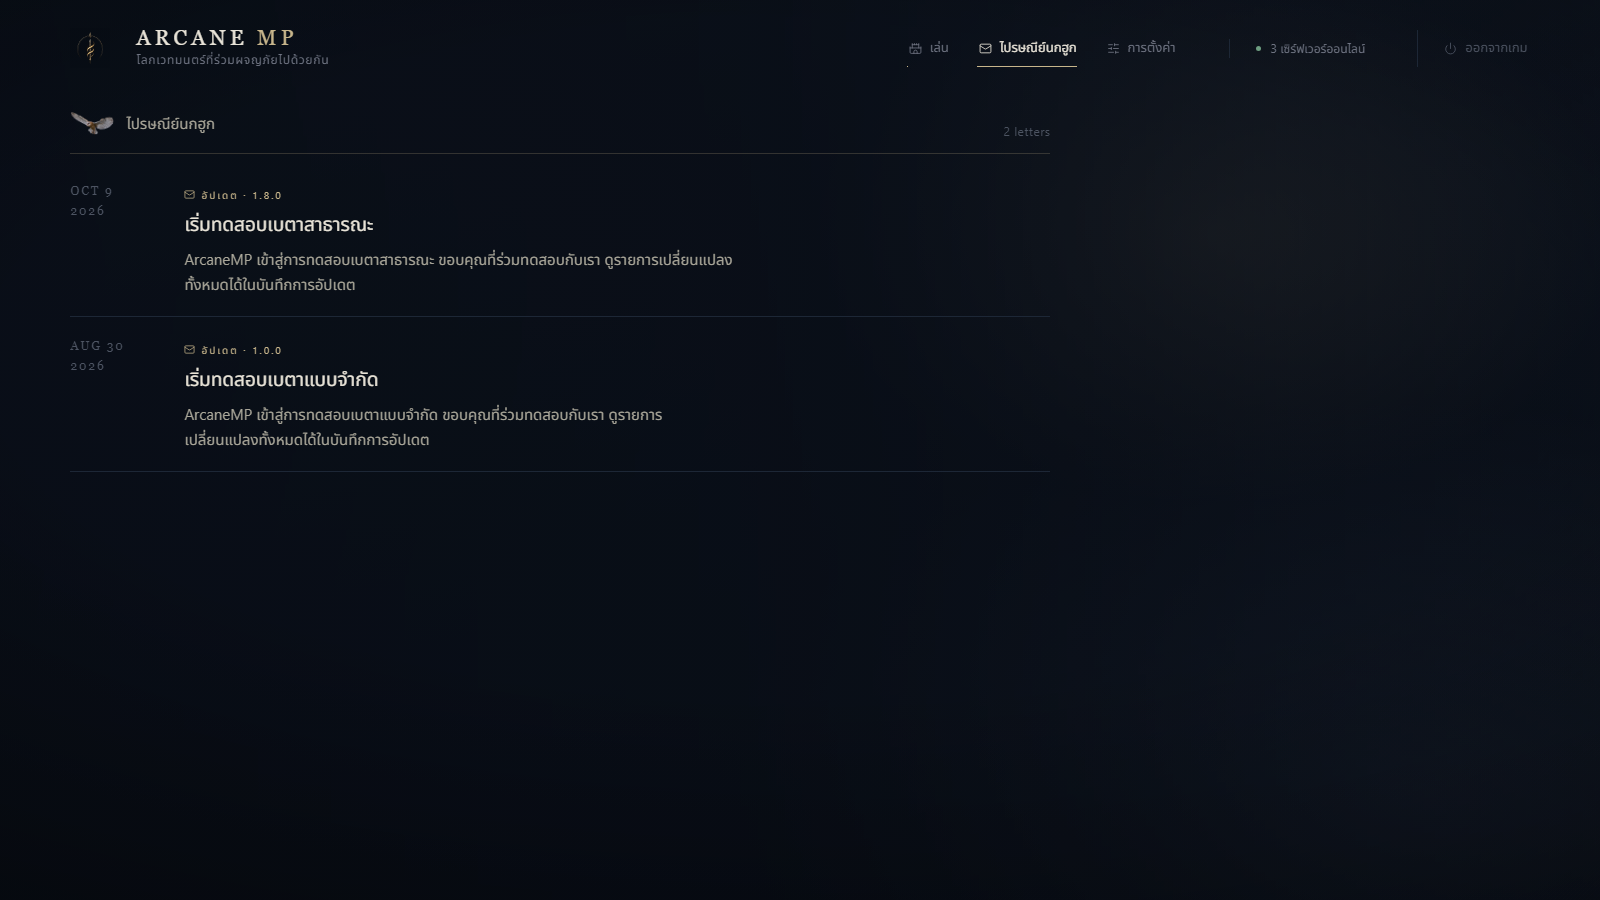 ARCANE MP
โลกเวทมนตร์ที่ร่วมผจญภัยไปด้วยกัน
เล่น
ไปรษณีย์นกฮูก
การตั้งค่า
3 เซิร์ฟเวอร์ออนไลน์
ออกจากเกม
ไปรษณีย์นกฮูก
2 letters
OCT 9
2026
อัปเดต · 1.8.0
เริ่มทดสอบเบตาสาธารณะ
ArcaneMP เข้าสู่การทดสอบเบตาสาธารณะ ขอบคุณที่ร่วมทดสอบกับเรา ดูรายการเปลี่ยนแปลง
ทั้งหมดได้ในบันทึกการอัปเดต
AUG 30
2026
อัปเดต · 1.0.0
เริ่มทดสอบเบตาแบบจำกัด
ArcaneMP เข้าสู่การทดสอบเบตาแบบจำกัด ขอบคุณที่ร่วมทดสอบกับเรา ดูรายการ
เปลี่ยนแปลงทั้งหมดได้ในบันทึกการอัปเดต